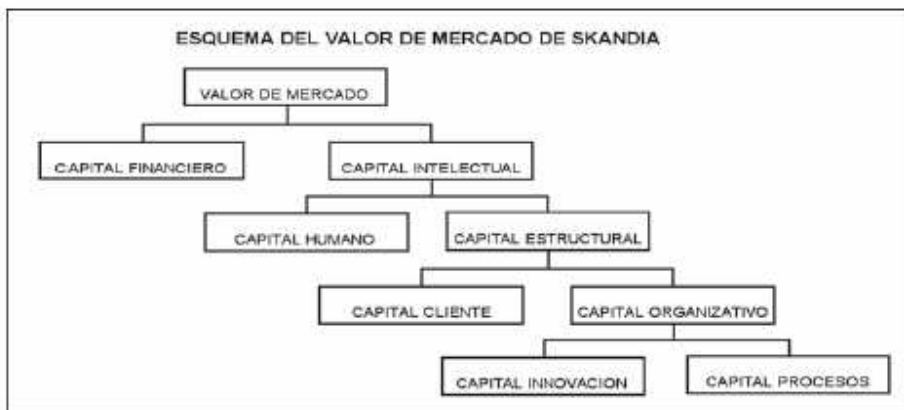 ESQUEMA DEL VALOR DE MERCADO DE SKANDIA
VALOR DE MERCADO
CAPITAL FINANCIERO
CAPITAL INTELECTUAL
CAPITAL HUMANO
CAPITAL ESTRUCTURAL
CAPITAL CLIENTE
CAPITAL ORGANIZATIVO
CAPITAL INNOVACION
CAPITAL PROCESOS